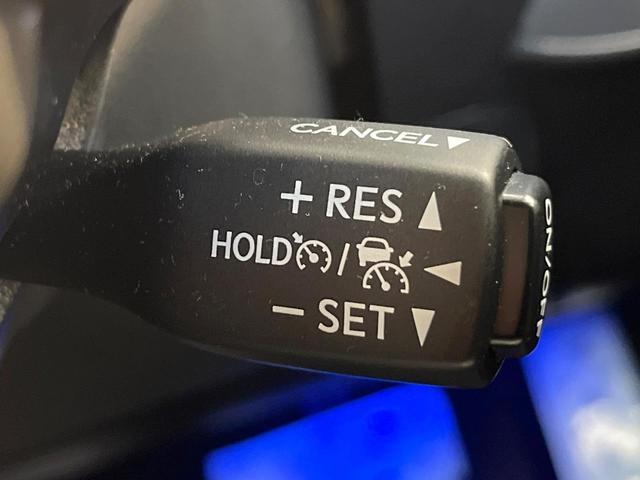 CANCEL▼
+ RES ▲
HOLD / ◀
− SET ▼
ON/OFF